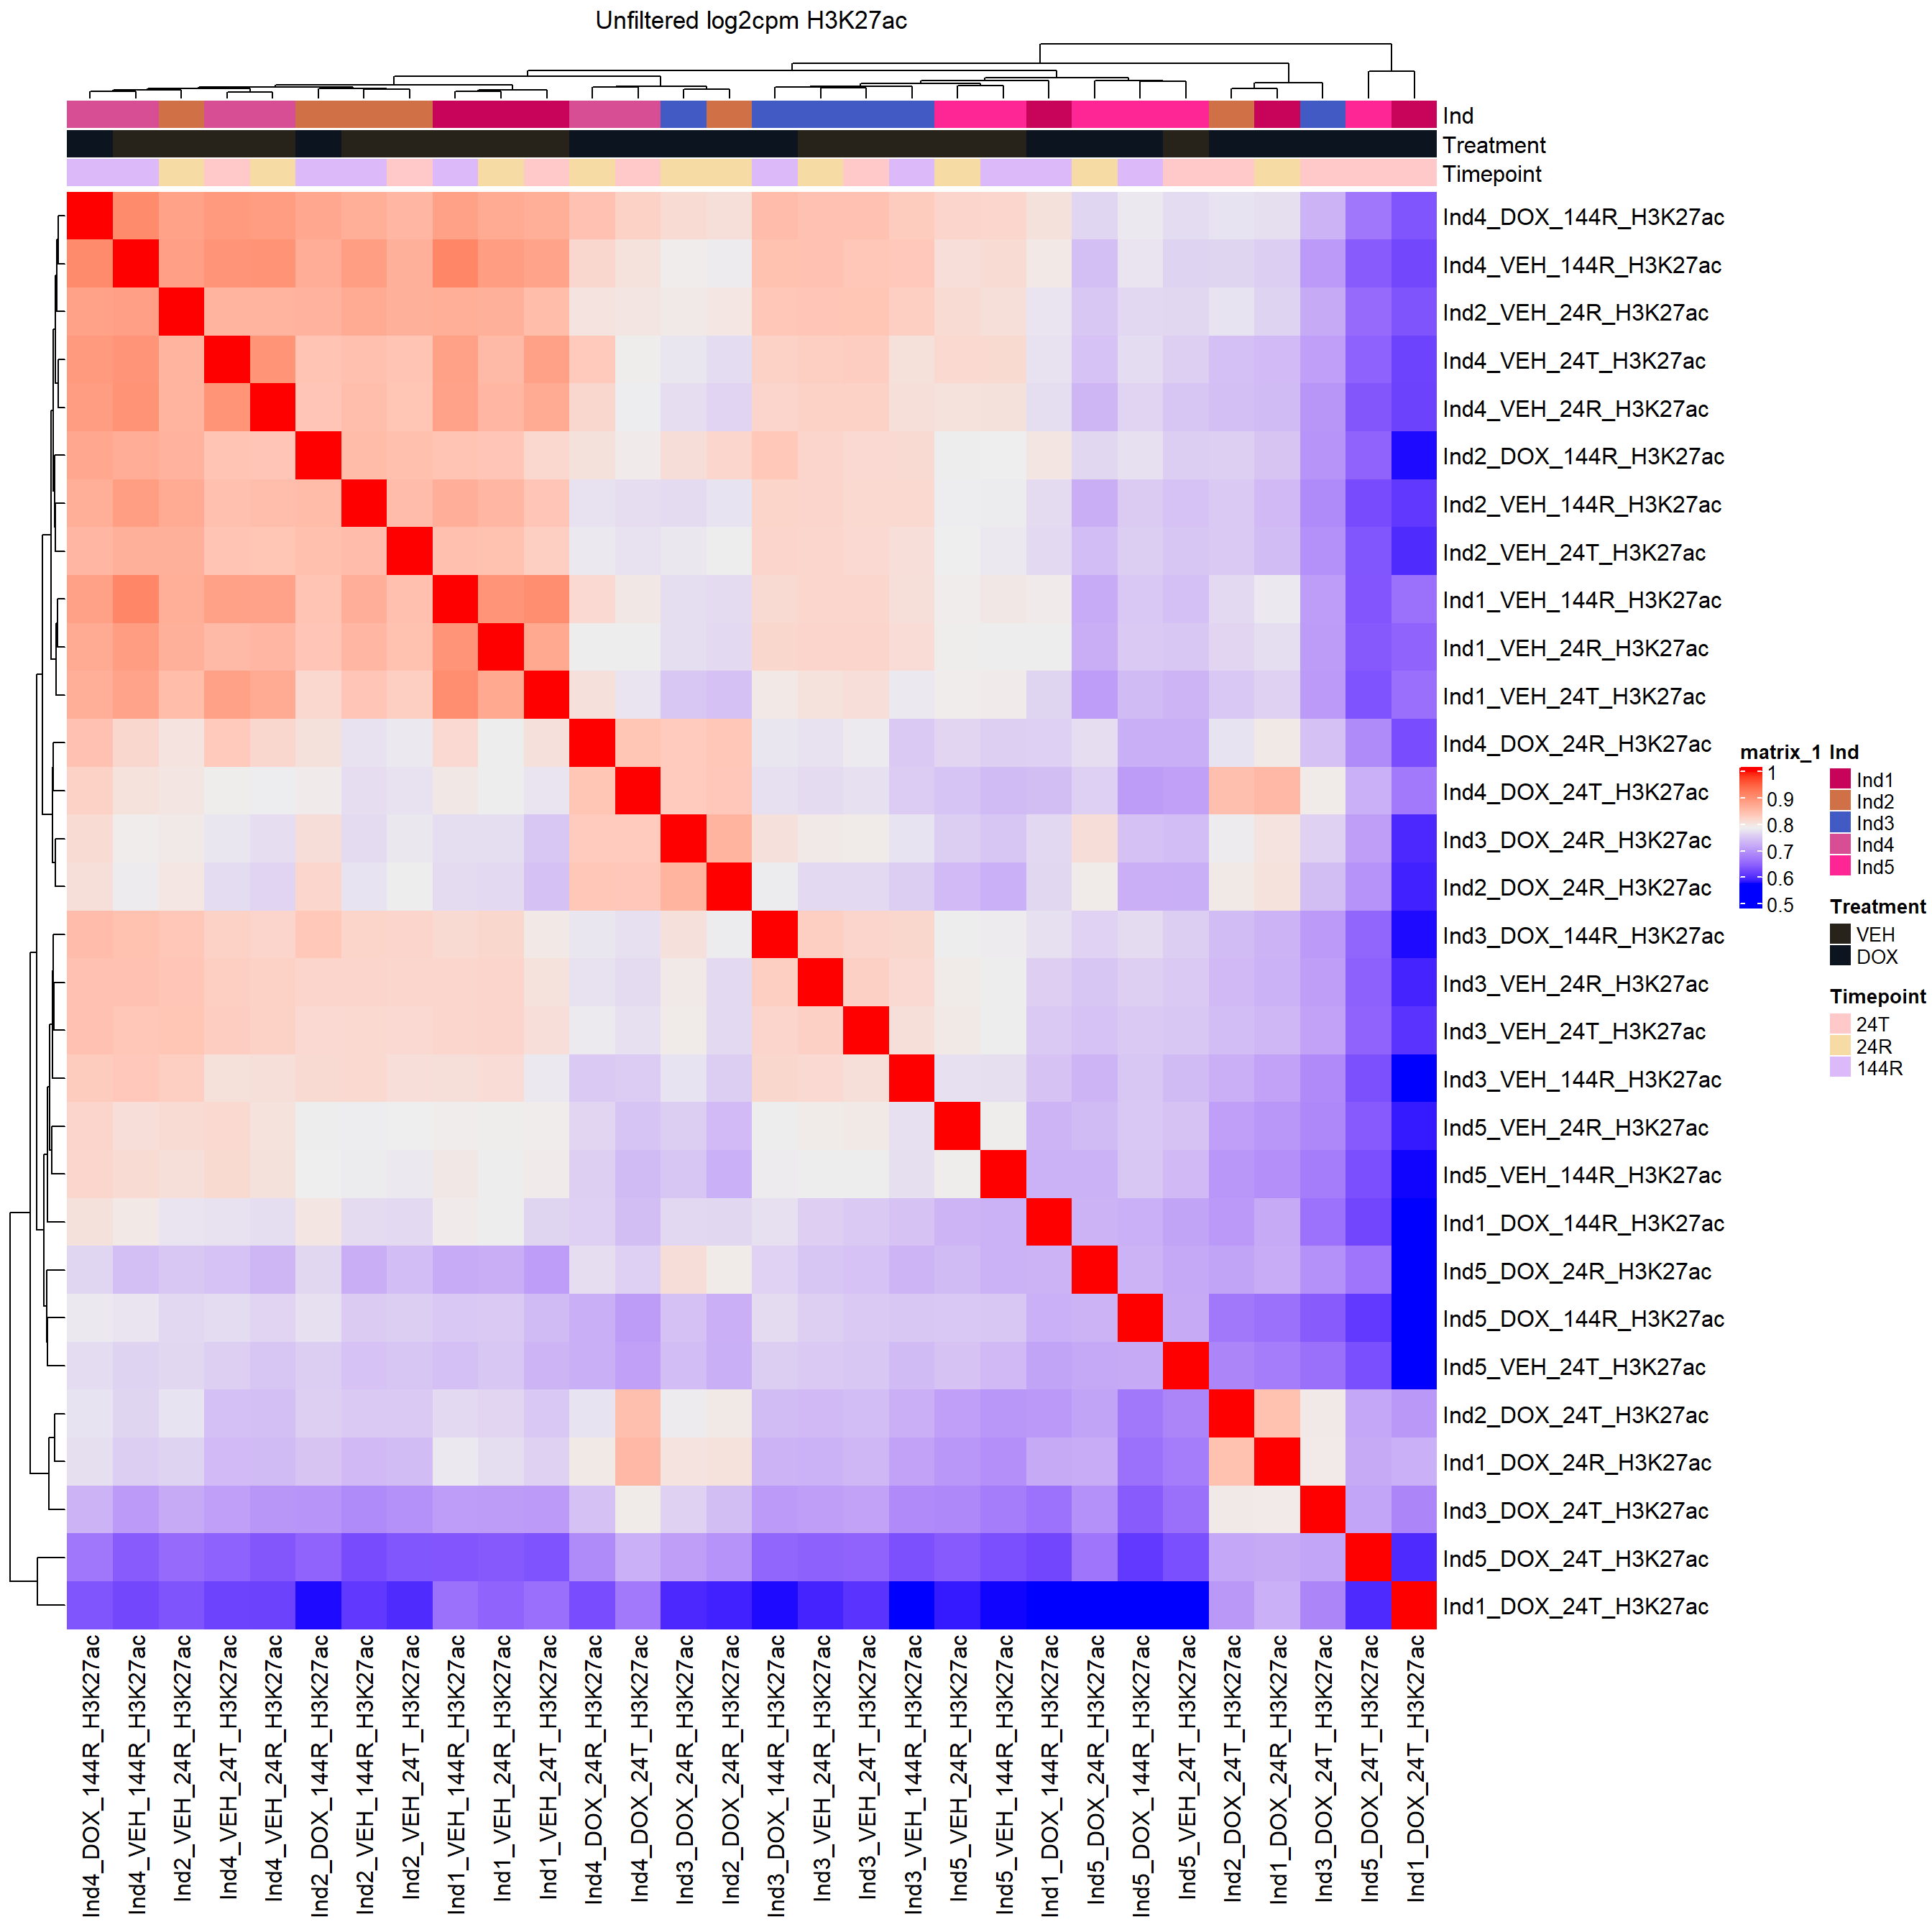 Unfiltered log2cpm H3K27ac
Ind
Treatment
Timepoint
Ind4_DOX_144R_H3K27ac
Ind4_VEH_144R_H3K27ac
Ind2_VEH_24R_H3K27ac
Ind4_VEH_24T_H3K27ac
Ind4_VEH_24R_H3K27ac
Ind2_DOX_144R_H3K27ac
Ind2_VEH_144R_H3K27ac
Ind2_VEH_24T_H3K27ac
Ind1_VEH_144R_H3K27ac
Ind1_VEH_24R_H3K27ac
Ind1_VEH_24T_H3K27ac
Ind4_DOX_24R_H3K27ac
Ind4_DOX_24T_H3K27ac
Ind3_DOX_24R_H3K27ac
Ind2_DOX_24R_H3K27ac
Ind3_DOX_144R_H3K27ac
Ind3_VEH_24R_H3K27ac
Ind3_VEH_24T_H3K27ac
Ind3_VEH_144R_H3K27ac
Ind5_VEH_24R_H3K27ac
Ind5_VEH_144R_H3K27ac
Ind1_DOX_144R_H3K27ac
Ind5_DOX_24R_H3K27ac
Ind5_DOX_144R_H3K27ac
Ind5_VEH_24T_H3K27ac
Ind2_DOX_24T_H3K27ac
Ind1_DOX_24R_H3K27ac
Ind3_DOX_24T_H3K27ac
Ind5_DOX_24T_H3K27ac
Ind1_DOX_24T_H3K27ac
Ind4_DOX_144R_H3K27ac
Ind4_VEH_144R_H3K27ac
Ind2_VEH_24R_H3K27ac
Ind4_VEH_24T_H3K27ac
Ind4_VEH_24R_H3K27ac
Ind2_DOX_144R_H3K27ac
Ind2_VEH_144R_H3K27ac
Ind2_VEH_24T_H3K27ac
Ind1_VEH_144R_H3K27ac
Ind1_VEH_24R_H3K27ac
Ind1_VEH_24T_H3K27ac
Ind4_DOX_24R_H3K27ac
Ind4_DOX_24T_H3K27ac
Ind3_DOX_24R_H3K27ac
Ind2_DOX_24R_H3K27ac
Ind3_DOX_144R_H3K27ac
Ind3_VEH_24R_H3K27ac
Ind3_VEH_24T_H3K27ac
Ind3_VEH_144R_H3K27ac
Ind5_VEH_24R_H3K27ac
Ind5_VEH_144R_H3K27ac
Ind1_DOX_144R_H3K27ac
Ind5_DOX_24R_H3K27ac
Ind5_DOX_144R_H3K27ac
Ind5_VEH_24T_H3K27ac
Ind2_DOX_24T_H3K27ac
Ind1_DOX_24R_H3K27ac
Ind3_DOX_24T_H3K27ac
Ind5_DOX_24T_H3K27ac
Ind1_DOX_24T_H3K27ac
matrix_1
1
0.9
0.8
0.7
0.6
0.5
Ind
Ind1
Ind2
Ind3
Ind4
Ind5
Treatment
VEH
DOX
Timepoint
24T
24R
144R